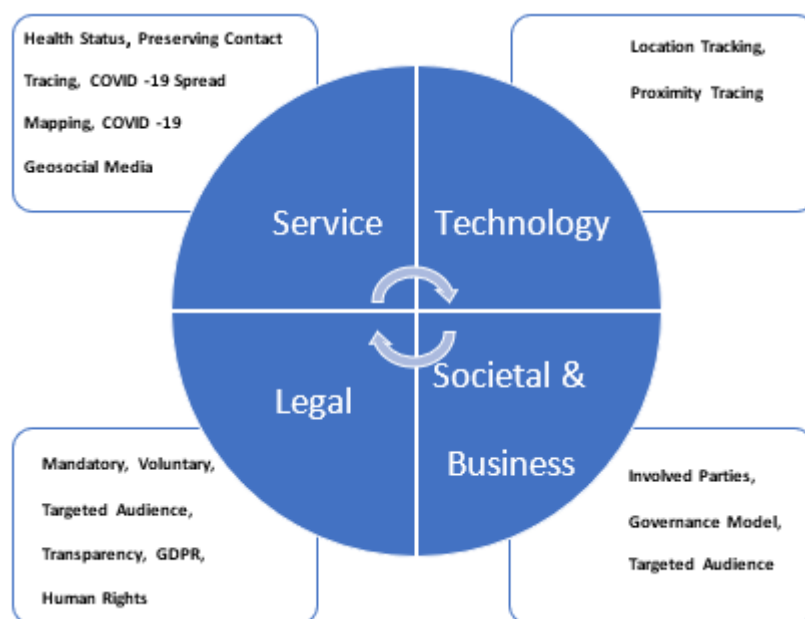 Health Status, Preserving Contact
Tracing, COVID -19 Spread
Mapping, COVID -19
Geosocial Media
Location Tracking,
Proximity Tracing
Service
Technology
Legal
Societal &
Business
Mandatory, Voluntary,
Targeted Audience,
Transparency, GDPR,
Human Rights
Involved Parties,
Governance Model,
Targeted Audience